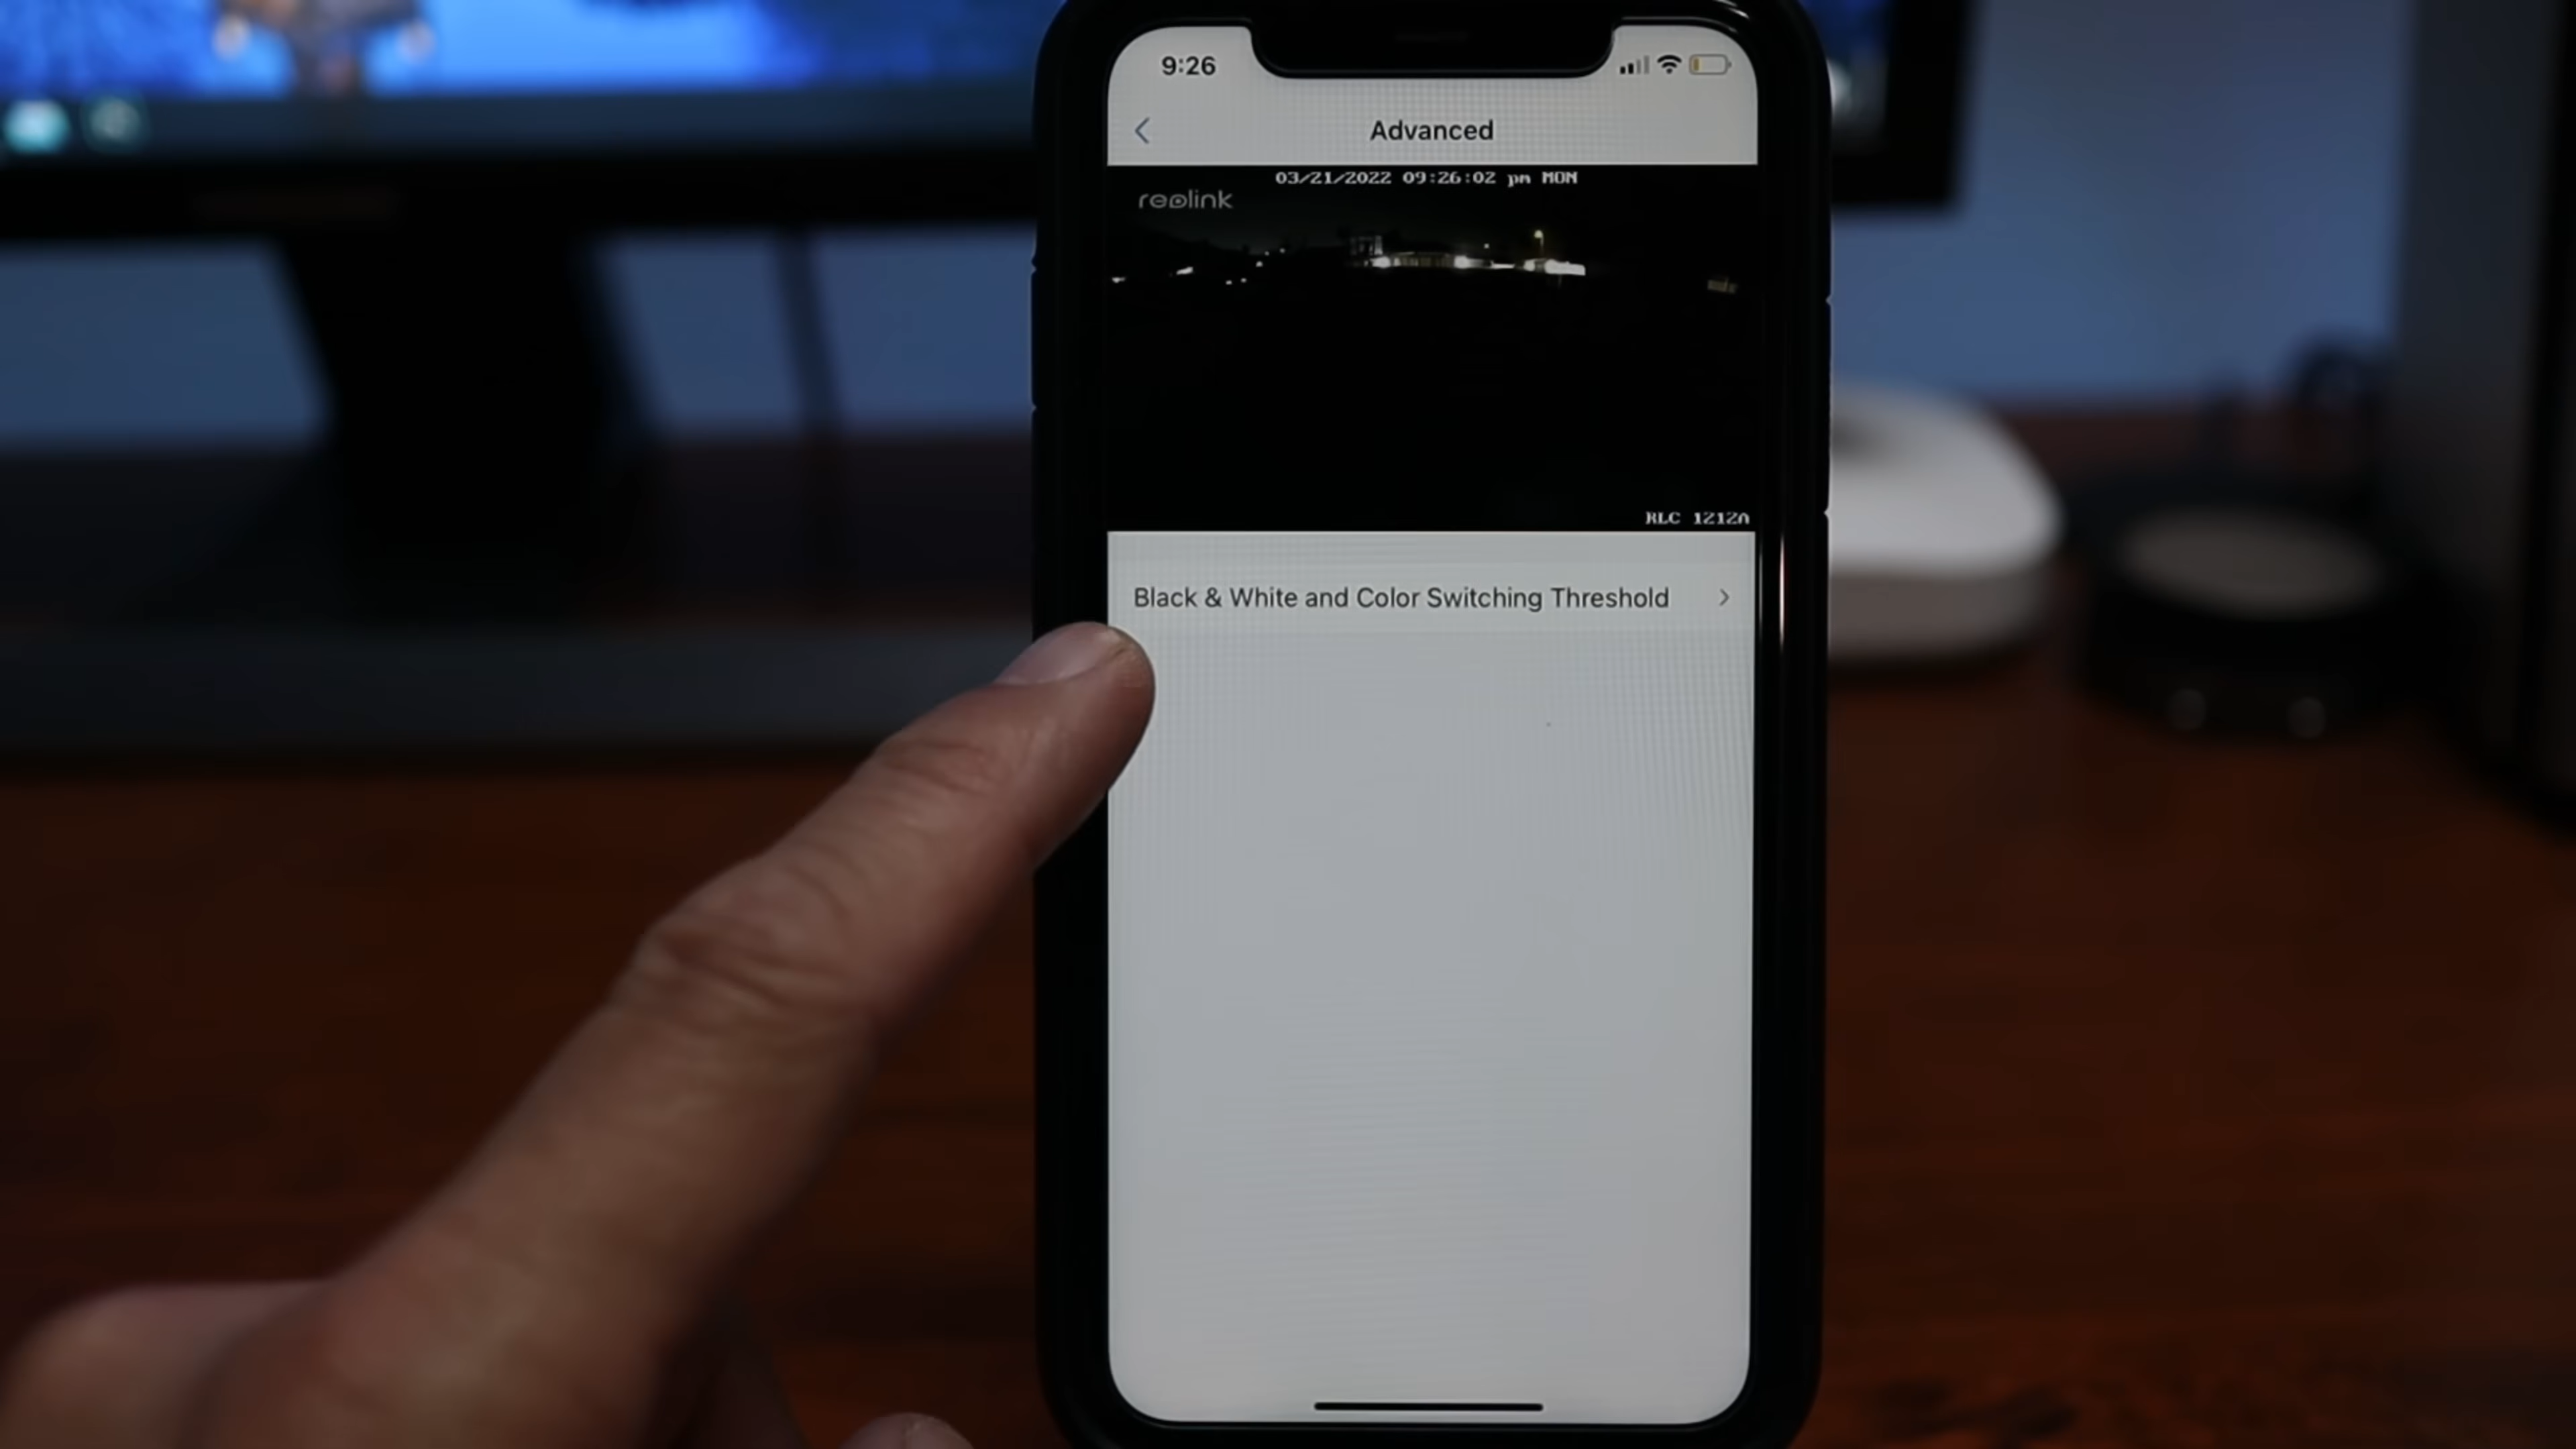 9:26
Advanced
03/21/2022 09:26:02 pm MON
reolink
RLC 1212A
Black & White and Color Switching Threshold